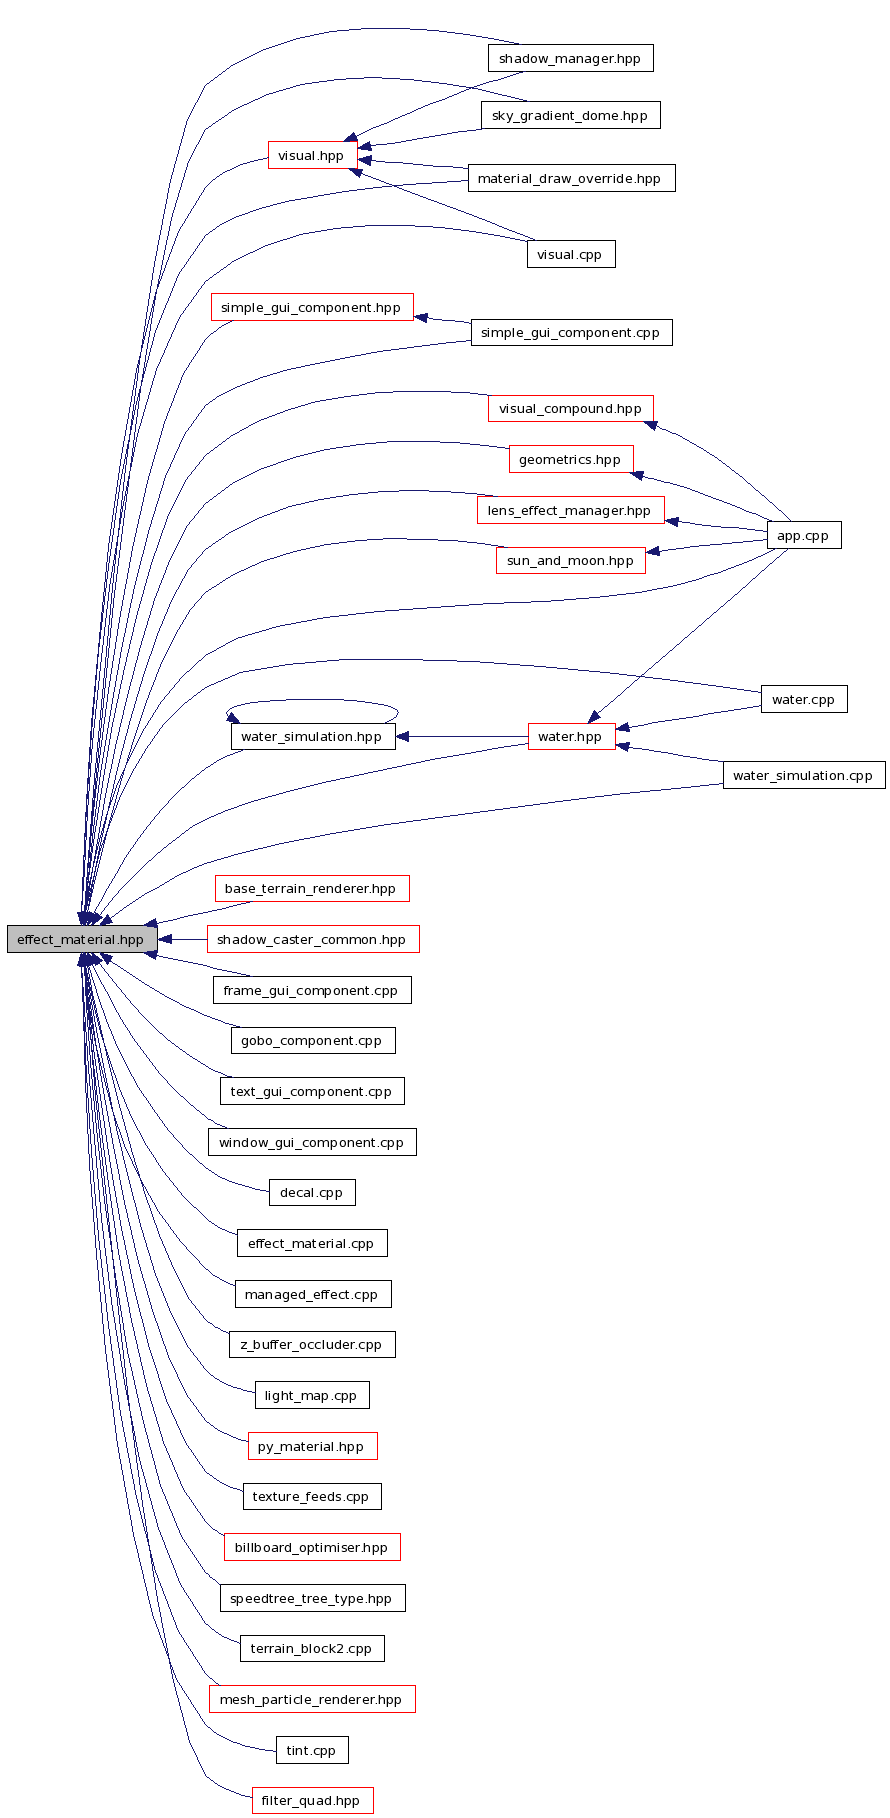 shadow_manager.hpp
sky_gradient_dome.hpp
visual.hpp
material_draw_override.hpp
visual.cpp
simple_gui_component.hpp
simple_gui_component.cpp
visual_compound.hpp
geometrics.hpp
lens_effect_manager.hpp
app.cpp
sun_and_moon.hpp
water.cpp
water_simulation.hpp
water.hpp
water_simulation.cpp
base_terrain_renderer.hpp
effect_material.hpp
shadow_caster_common.hpp
frame_gui_component.cpp
gobo_component.cpp
text_gui_component.cpp
window_gui_component.cpp
decal.cpp
effect_material.cpp
managed_effect.cpp
z_buffer_occluder.cpp
light_map.cpp
py_material.hpp
texture_feeds.cpp
billboard_optimiser.hpp
speedtree_tree_type.hpp
terrain_block2.cpp
mesh_particle_renderer.hpp
tint.cpp
filter_quad.hpp